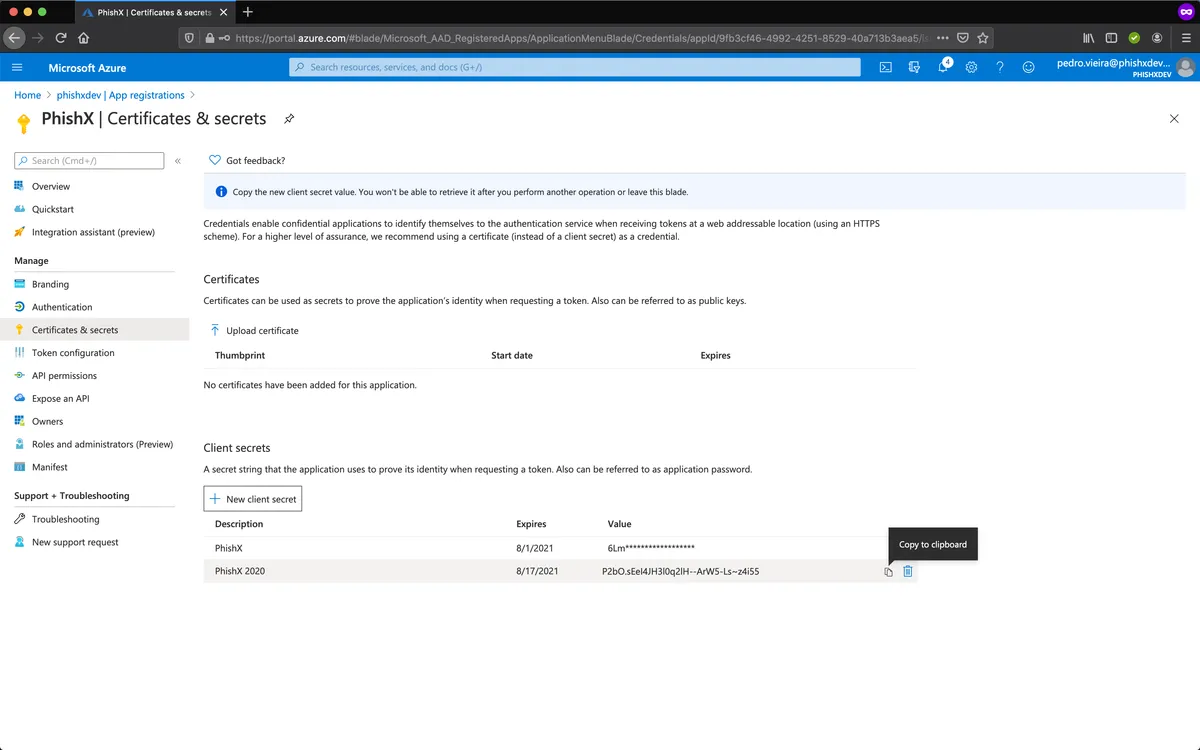 PhishX | Certificates & secrets
https://portal.azure.com/#blade/Microsoft_AAD_RegisteredApps/ApplicationMenuBlade/Credentials/appId/9fb3cf46-4992-4251-8529-40a713b3aea5/
Microsoft Azure
Search resources, services, and docs (G+/)
4
pedro.vieira@phishxdev...
PHISHXDEV
Home > phishxdev | App registrations >
PhishX | Certificates & secrets
Search (Cmd+/)
«
Got feedback?
Overview
Copy the new client secret value. You won't be able to retrieve it after you perform another operation or leave this blade.
Quickstart
Integration assistant (preview)
Credentials enable confidential applications to identify themselves to the authentication service when receiving tokens at a web addressable location (using an HTTPS
scheme). For a higher level of assurance, we recommend using a certificate (instead of a client secret) as a credential.
Manage
Branding
Authentication
Certificates & secrets
Token configuration
API permissions
Expose an API
Owners
Roles and administrators (Preview)
Manifest
Support + Troubleshooting
Troubleshooting
New support request
Certificates
Certificates can be used as secrets to prove the application's identity when requesting a token. Also can be referred to as public keys.
Upload certificate
Thumbprint Start date Expires
No certificates have been added for this application.
Client secrets
A secret string that the application uses to prove its identity when requesting a token. Also can be referred to as application password.
New client secret
Description Expires Value
PhishX 8/1/2021 6Lm******************
Copy to clipboard
PhishX 2020 8/17/2021